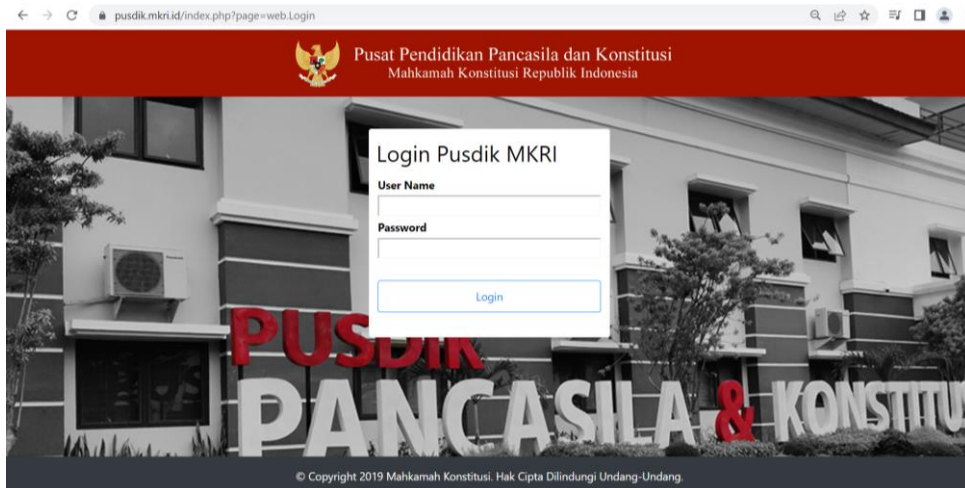 pusdik.mkri.id/index.php?page=web.Login
Pusat Pendidikan Pancasila dan Konstitusi
Mahkamah Konstitusi Republik Indonesia
Login Pusdik MKRI
User Name
Password
Login
PUSDIK
PANCASILA & KONSTITU
© Copyright 2019 Mahkamah Konstitusi. Hak Cipta Dilindungi Undang-Undang.